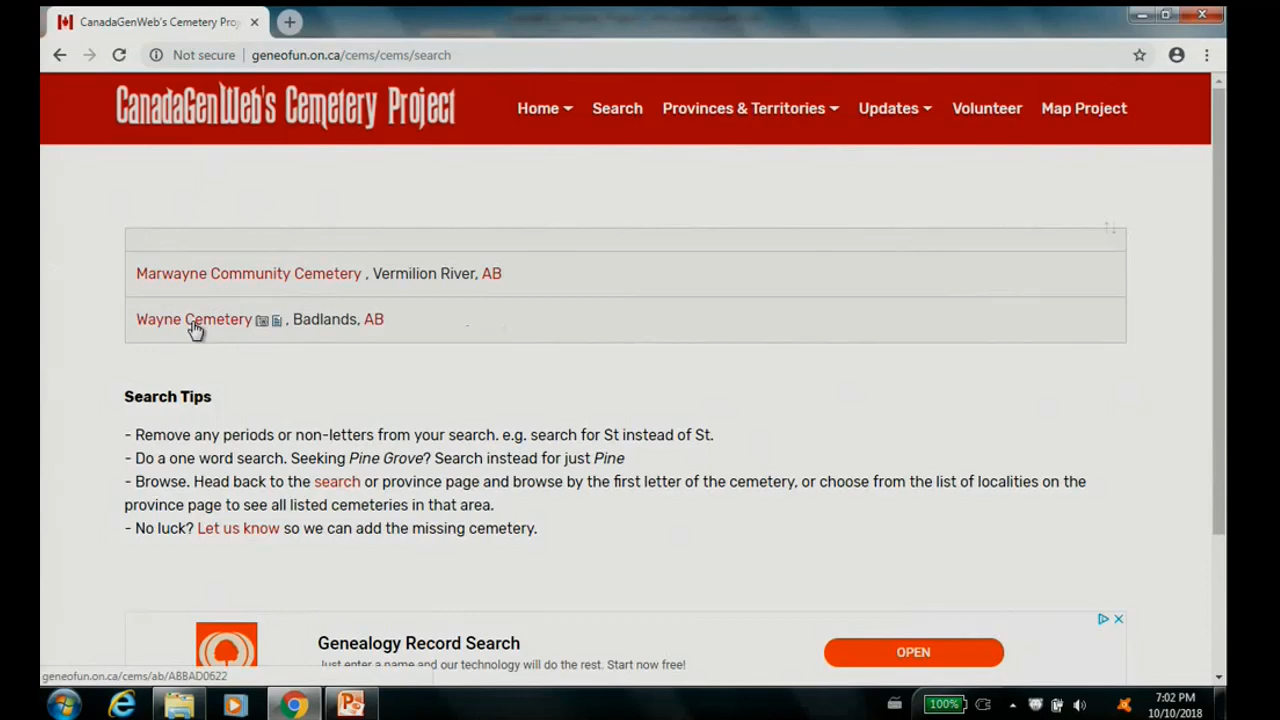 CanadaGenWeb's Cemetery Proj
Not secure geneofun.on.ca/cems/cems/search
CanadaGenWeb's Cemetery Project
Home Search Provinces & Territories Updates Volunteer Map Project
Marwayne Community Cemetery , Vermilion River, AB
Wayne Cemetery , Badlands, AB
Search Tips
- Remove any periods or non-letters from your search. e.g. search for St instead of St.
- Do a one word search. Seeking Pine Grove? Search instead for just Pine
- Browse. Head back to the search or province page and browse by the first letter of the cemetery, or choose from the list of localities on the
province page to see all listed cemeteries in that area.
- No luck? Let us know so we can add the missing cemetery.
Genealogy Record Search
Just enter a name and our technology will do the rest. Start now free!
OPEN
geneofun.on.ca/cems/ab/ABBAD0622
100%
7:02 PM
10/10/2018